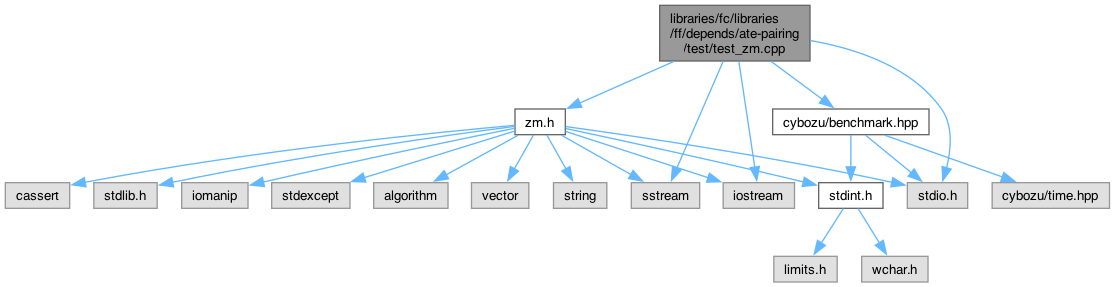 libraries/fc/libraries
/ff/depends/ate-pairing
/test/test_zm.cpp
zm.h
cybozu/benchmark.hpp
cassert
stdlib.h
iomanip
stdexcept
algorithm
vector
string
sstream
iostream
stdint.h
stdio.h
cybozu/time.hpp
limits.h
wchar.h